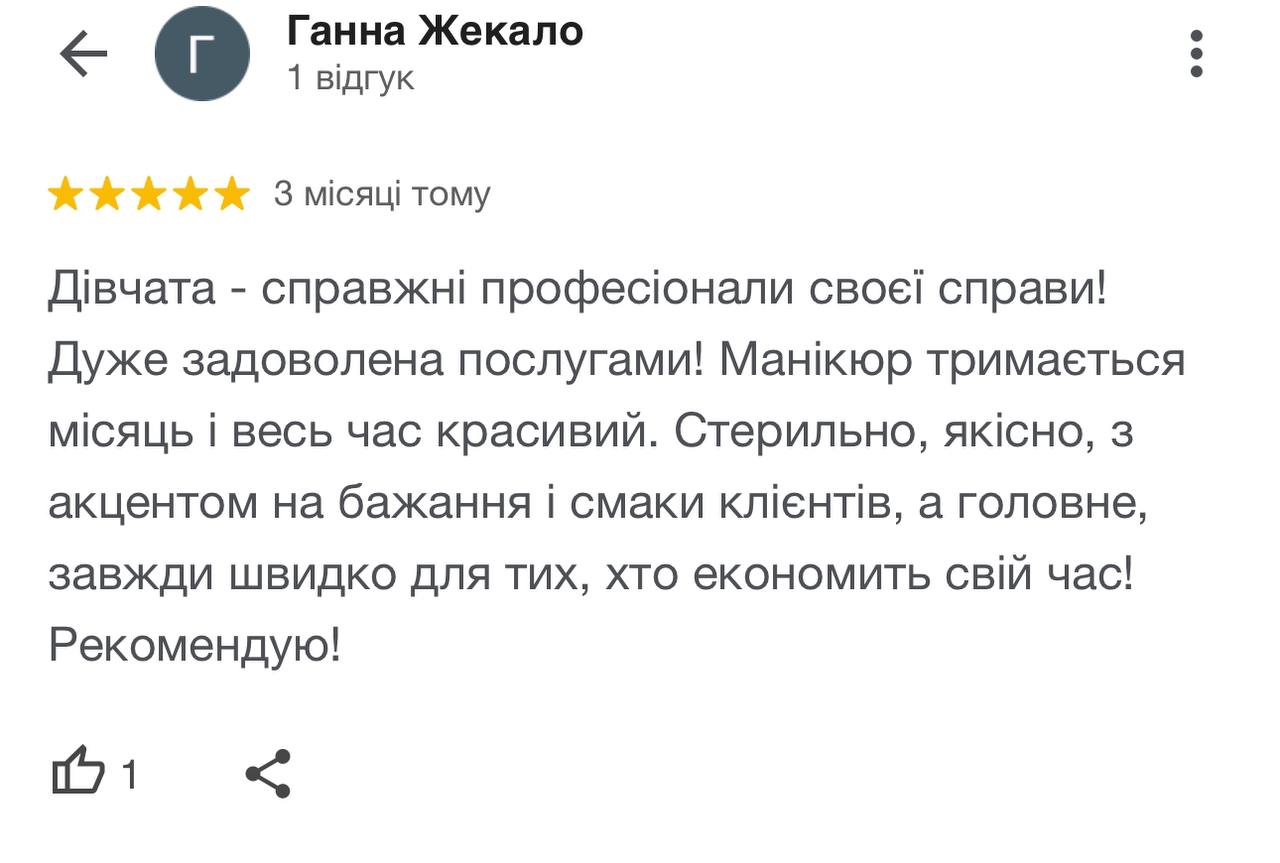 Г
Ганна Жекало
1 відгук
3 місяці тому
Дівчата - справжні професіонали своєї справи!
Дуже задоволена послугами! Манікюр тримається
місяць і весь час красивий. Стерильно, якісно, з
акцентом на бажання і смаки клієнтів, а головне,
завжди швидко для тих, хто економить свій час!
Рекомендую!
1